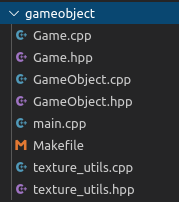 gameobject
Game.cpp
Game.hpp
GameObject.cpp
GameObject.hpp
main.cpp
Makefile
texture_utils.cpp
texture_utils.hpp